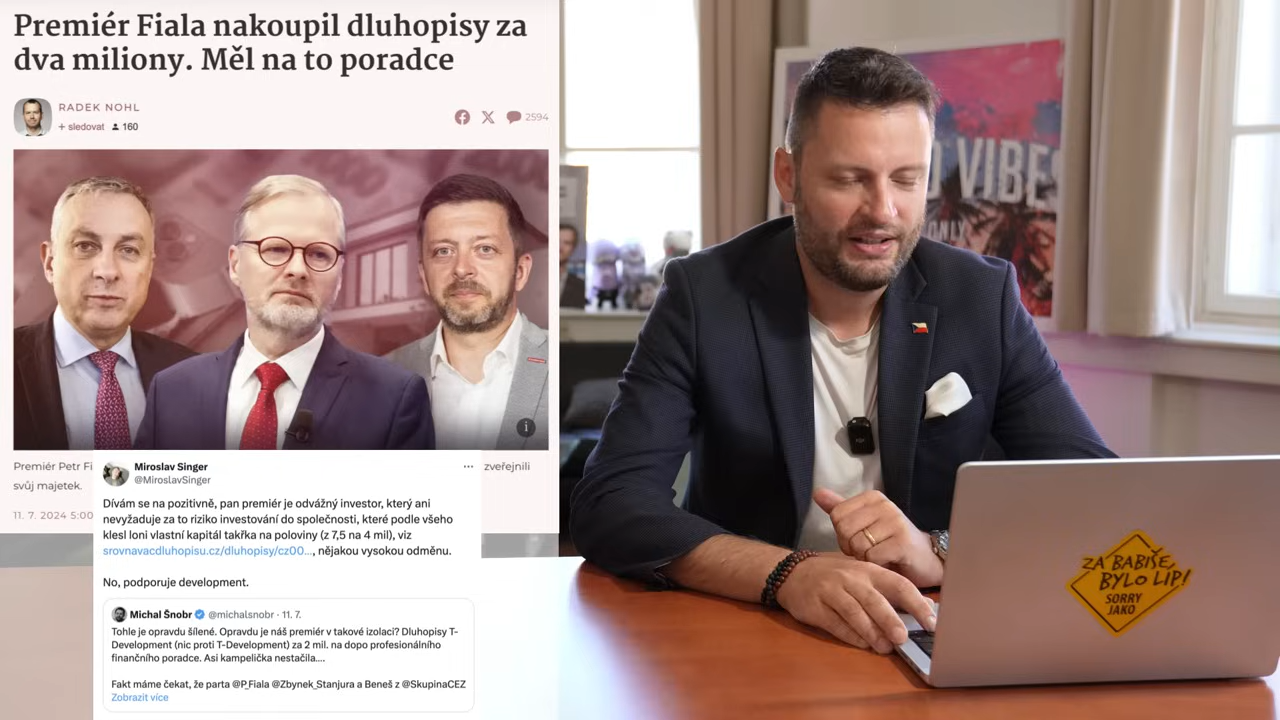 Premiér Fiala nakoupil dluhopisy za
dva miliony. Měl na to poradce
RADEK NOHL
+ sledovat 160
2594
Premiér Petr Fi
zveřejnili
svůj majetek.
11. 7. 2024 5:00
Miroslav Singer
@MiroslavSinger
Dívám se na pozitivně, pan premiér je odvážný investor, který ani
nevyžaduje za to riziko investování do společnosti, které podle všeho
klesl loni vlastní kapitál takřka na poloviny (z 7,5 na 4 mil), viz
srovnavacdluhopisu.cz/dluhopisy/cz00..., nějakou vysokou odměnu.
No, podporuje development.
Michal Šnobr @michalsnobr · 11. 7.
Tohle je opravdu šílené. Opravdu je náš premiér v takové izolaci? Dluhopisy T-
Development (nic proti T-Development) za 2 mil. na dopo profesionálního
finančního poradce. Asi kampelička nestačila....
Fakt máme čekat, že parta @P_Fiala @Zbynek_Stanjura a Beneš z @SkupinaCEZ
Zobrazit více
VIBES
ONLY
ZA BABIŠE,
BYLO LIP!
SORRY
JAKO